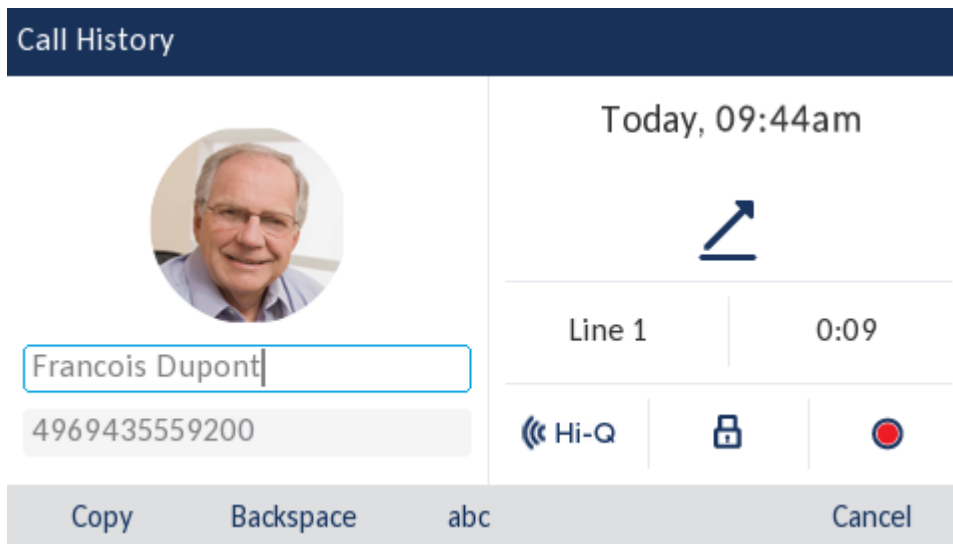 Call History
Today, 09:44am
Line 1 0:09
Francois Dupont
4969435559200
Hi-Q
Copy Backspace abc Cancel